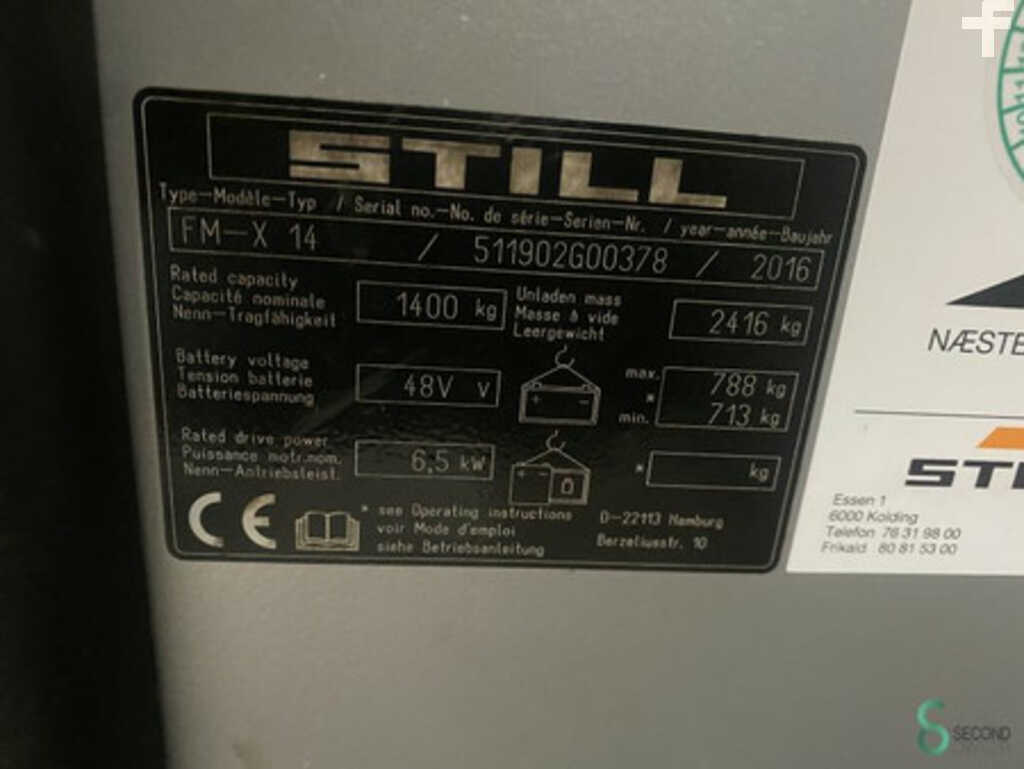 STILL
Type-Modèle-Typ / Serial no.-No. de série-Serien-Nr. / year-année-Baujahr
FM-X 14 / 511902G00378 / 2016
Rated capacity
Capacité nominale
Nenn-Tragfähigkeit
1400 kg
Unladen mass
Masse à vide
Leergewicht
2416 kg
Battery voltage
Tension batterie
Batteriespannung
48V v
+ -
max.
*
min.
788 kg
713 kg
Rated drive power
Puissance motr.nom.
Nenn-Antriebsleist.
6,5 kW
+ -
* kg
CE
* see Operating instructions
voir Mode d'emploi
siehe Betriebsanleitung
D-22113 Hamburg
Berzeliusstr. 10
f
11
NÆSTE
STI
Essen 1
6000 Kolding
Telefon 76 31 98 00
Frikald 80 81 53 00
SECOND